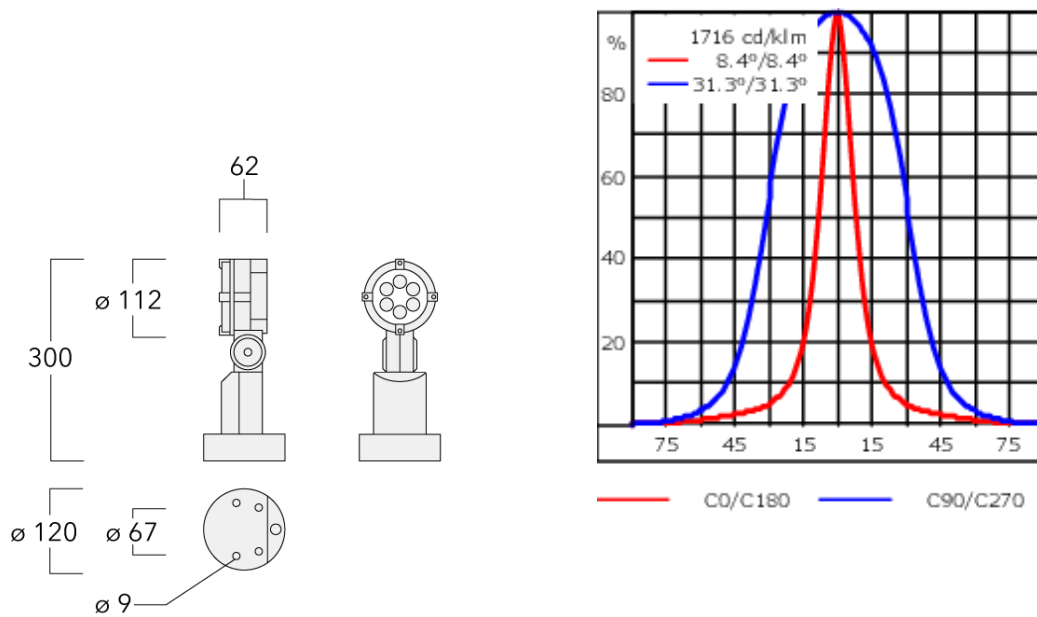 62
ø 112
300
ø 120
ø 67
ø 9
%
1716 cd/klm
8.4º/8.4º
31.3º/31.3º
80
60
40
20
75 45 15 15 45 75
C0/C180 C90/C270